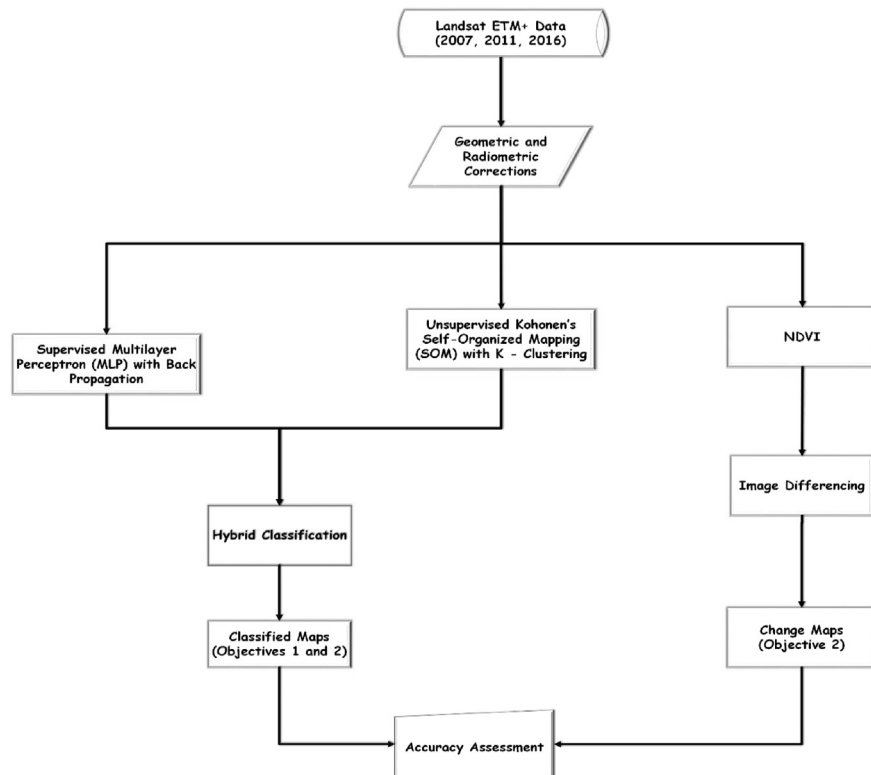 Landsat ETM+ Data
(2007, 2011, 2016)
Geometric and
Radiometric
Corrections
Supervised Multilayer
Perceptron (MLP) with Back
Propagation
Unsupervised Kohonen's
Self-Organized Mapping
(SOM) with K - Clustering
NDVI
Image Differencing
Hybrid Classification
Classified Maps
(Objectives 1 and 2)
Change Maps
(Objective 2)
Accuracy Assessment